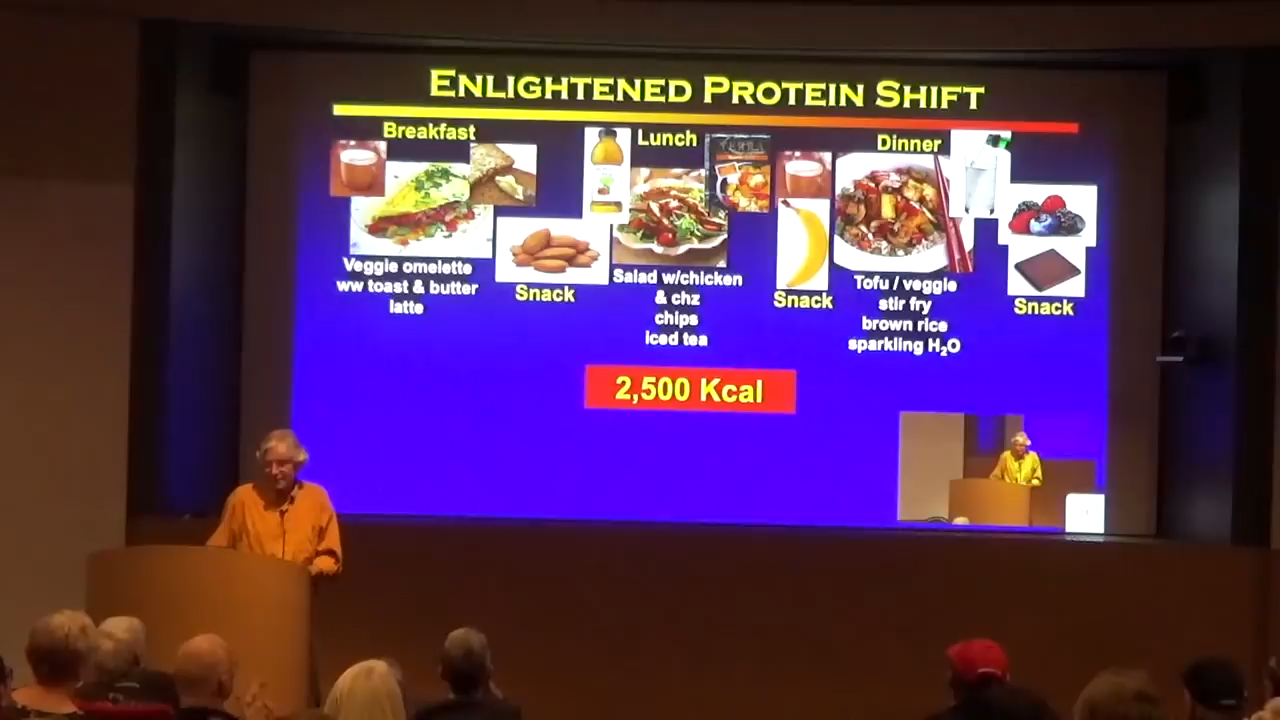 ENLIGHTENED PROTEIN SHIFT
Breakfast
Veggie omelette
ww toast & butter
latte
Snack
Lunch
TERRA
Salad w/chicken
& chz
chips
iced tea
Snack
Dinner
Tofu / veggie
stir fry
brown rice
sparkling H₂O
Snack
2,500 Kcal